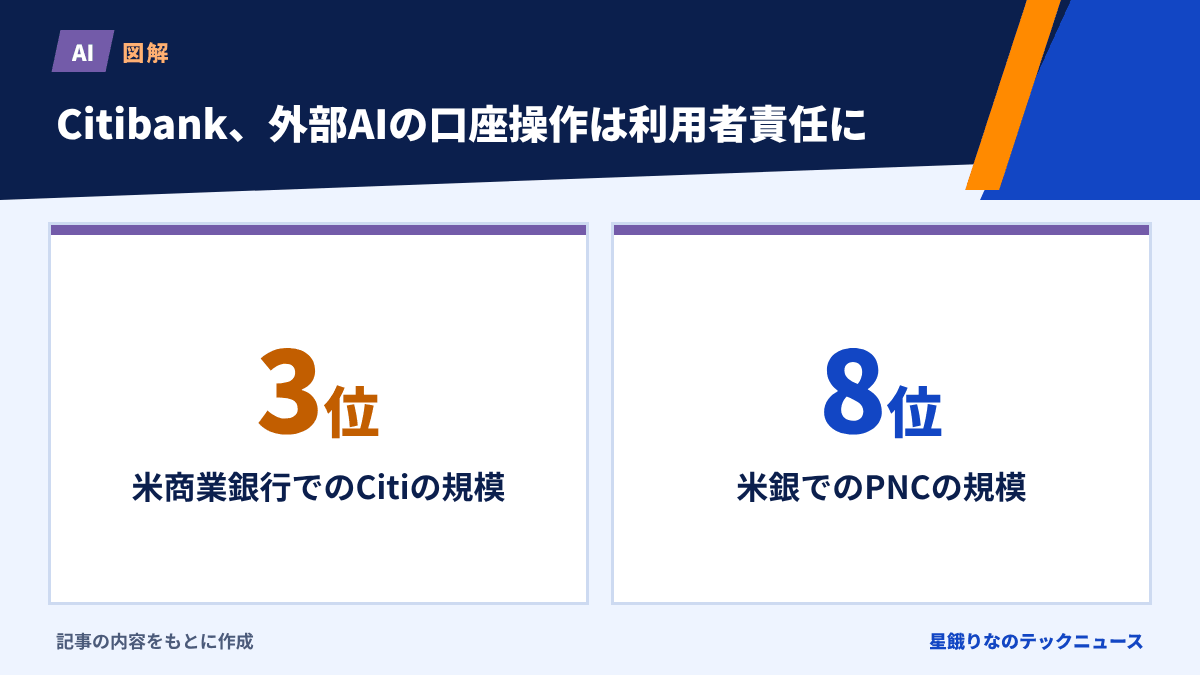 AI 図解
Citibank、外部AIの口座操作は利用者責任に
3位
米商業銀行でのCitiの規模
8位
米銀でのPNCの規模
記事の内容をもとに作成
星餓りなのテックニュース